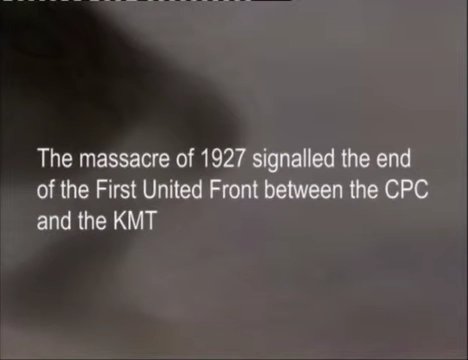 The massacre of 1927 signalled the end
of the First United Front between the CPC
and the KMT